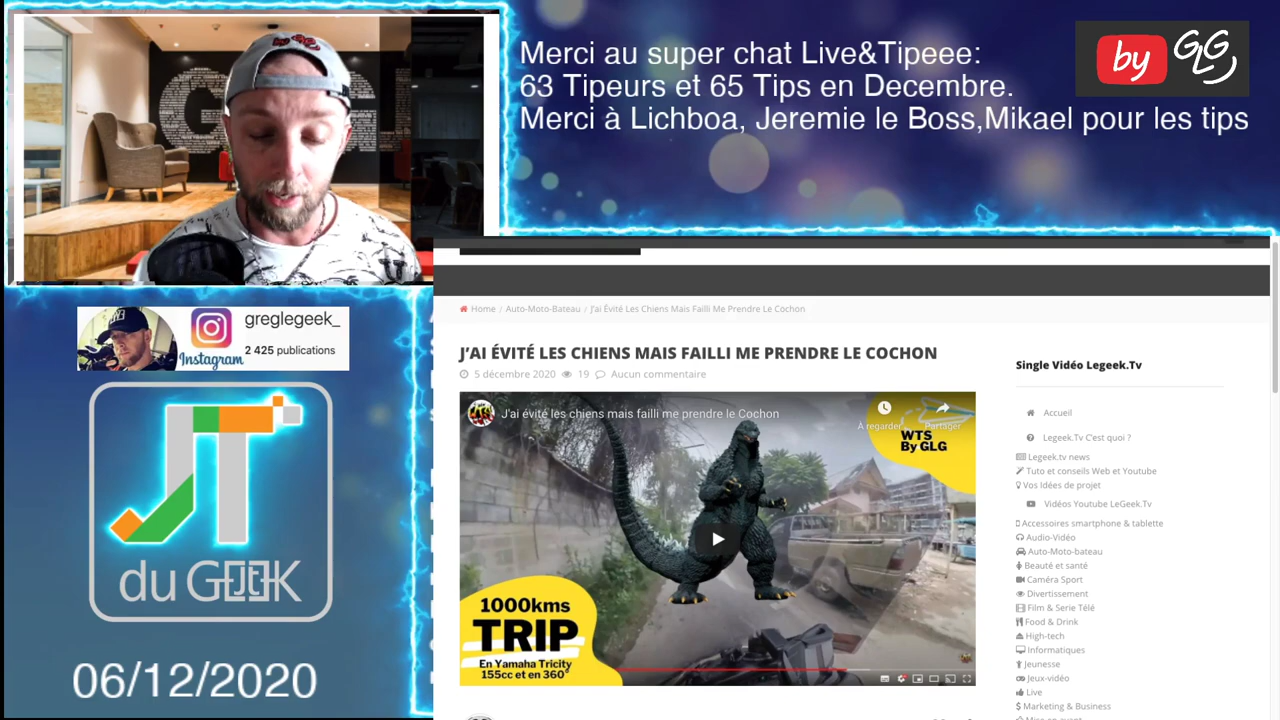 Merci au super chat Live&Tipeee:
63 Tipeurs et 65 Tips en Decembre.
Merci à Lichboa, Jeremie le Boss,Mikael pour les tips
by GLG
greglegeek_
Instagram
2 425 publications
JT
du GEEK
06/12/2020
Home / Auto-Moto-Bateau / J'ai Évité Les Chiens Mais Failli Me Prendre Le Cochon
J'AI ÉVITÉ LES CHIENS MAIS FAILLI ME PRENDRE LE COCHON
5 décembre 2020 19 Aucun commentaire
J'ai évité les chiens mais failli me prendre le Cochon
À regarder Partager
WTS
By GLG
1000kms
TRIP
En Yamaha Tricity
155cc et en 360°
Single Vidéo Legeek.Tv
Accueil
Legeek.Tv C'est quoi ?
Legeek.tv news
Tuto et conseils Web et Youtube
Vos Idées de projet
Vidéos Youtube LeGeek.Tv
Accessoires smartphone & tablette
Audio-Vidéo
Auto-Moto-bateau
Beauté et santé
Caméra Sport
Divertissement
Film & Serie Télé
Food & Drink
High-tech
Informatiques
Jeunesse
Jeux-vidéo
Live
Marketing & Business